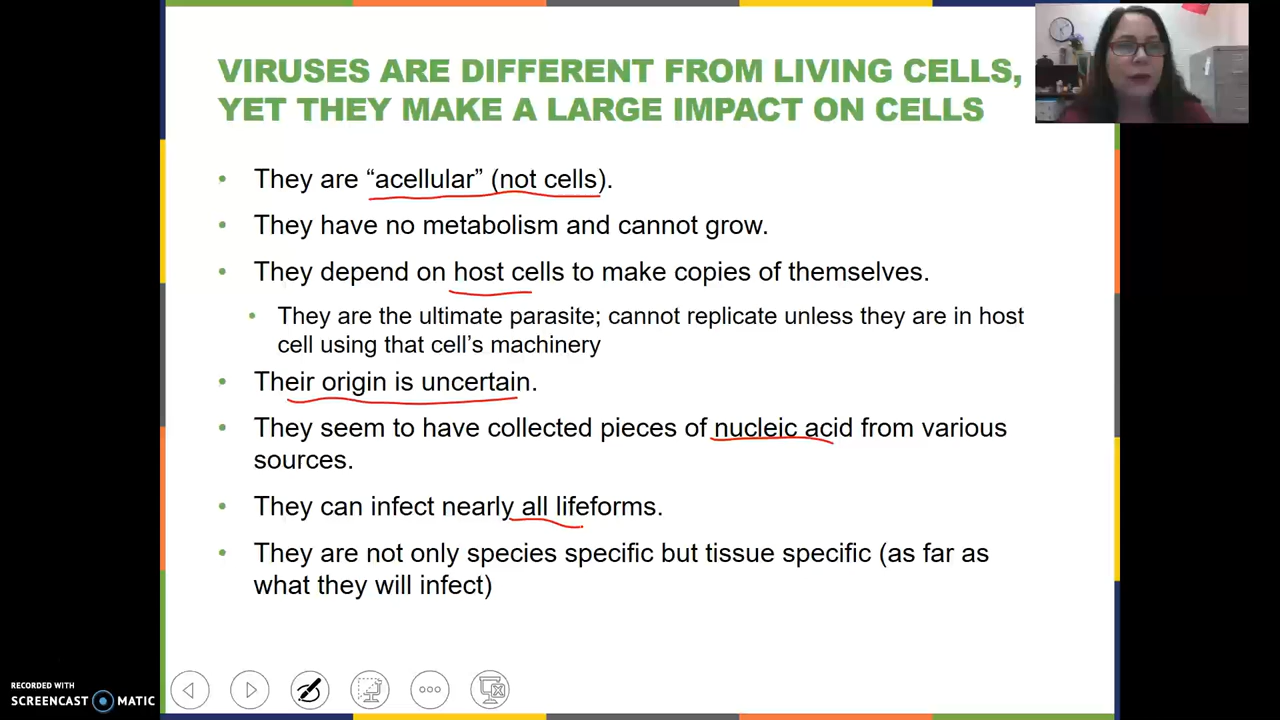 VIRUSES ARE DIFFERENT FROM LIVING CELLS,
YET THEY MAKE A LARGE IMPACT ON CELLS
• They are “acellular” (not cells).
• They have no metabolism and cannot grow.
• They depend on host cells to make copies of themselves.
• They are the ultimate parasite; cannot replicate unless they are in host
cell using that cell’s machinery
• Their origin is uncertain.
• They seem to have collected pieces of nucleic acid from various
sources.
• They can infect nearly all lifeforms.
• They are not only species specific but tissue specific (as far as
what they will infect)
RECORDED WITH
SCREENCAST MATIC